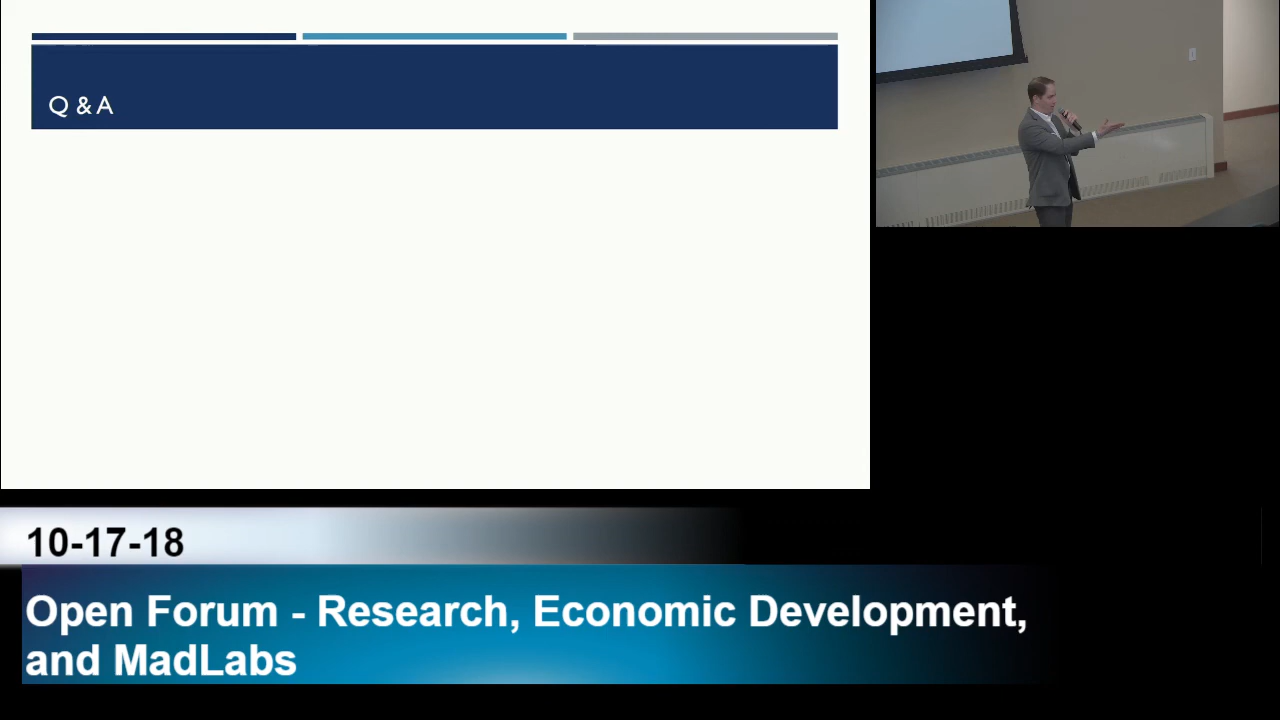 Q & A
10-17-18
Open Forum - Research, Economic Development,
and MadLabs